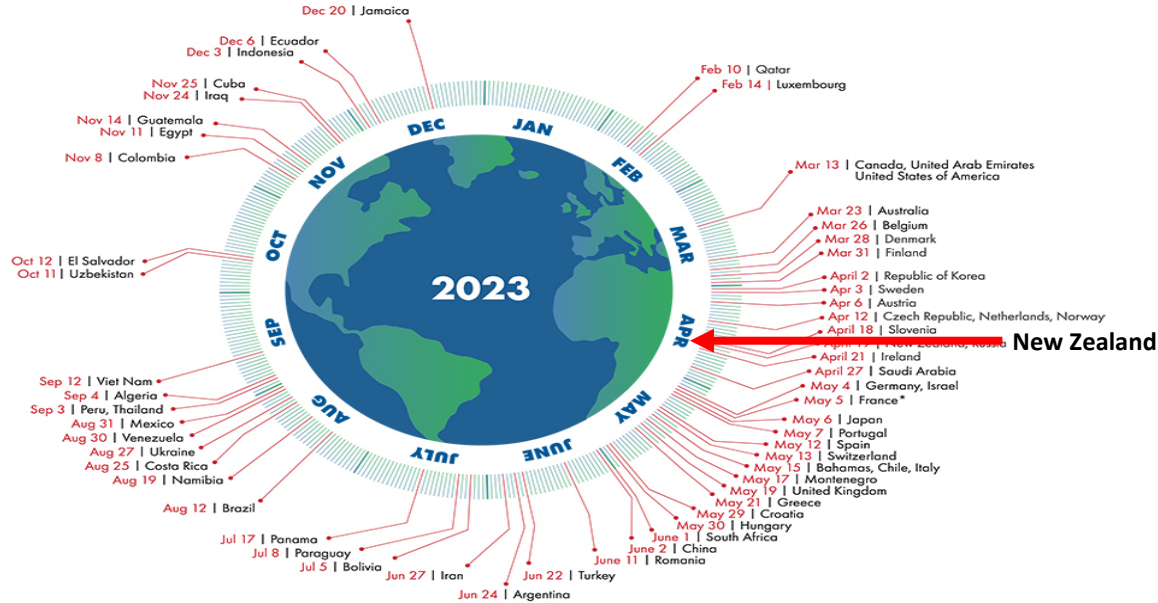 Dec 20 | Jamaica
Dec 6 | Ecuador
Dec 3 | Indonesia
Nov 25 | Cuba
Nov 24 | Iraq
Nov 14 | Guatemala
Nov 11 | Egypt
Nov 8 | Colombia
Oct 12 | El Salvador
Oct 11 | Uzbekistan
Sep 12 | Viet Nam
Sep 4 | Algeria
Sep 3 | Peru, Thailand
Aug 31 | Mexico
Aug 30 | Venezuela
Aug 27 | Ukraine
Aug 25 | Costa Rica
Aug 19 | Namibia
Aug 12 | Brazil
Jul 17 | Panama
Jul 8 | Paraguay
Jul 5 | Bolivia
Jun 27 | Iran
Jun 24 | Argentina
Jun 22 | Turkey
JAN
FEB
MAR
APR
MAY
JUNE
JULY
AUG
SEP
OCT
NOV
DEC
2023
Feb 10 | Qatar
Feb 14 | Luxembourg
Mar 13 | Canada, United Arab Emirates
United States of America
Mar 23 | Australia
Mar 26 | Belgium
Mar 28 | Denmark
Mar 31 | Finland
April 2 | Republic of Korea
Apr 3 | Sweden
Apr 6 | Austria
Apr 12 | Czech Republic, Netherlands, Norway
April 18 | Slovenia
April 19 | New Zealand, Russia
New Zealand
April 21 | Ireland
April 27 | Saudi Arabia
May 4 | Germany, Israel
May 5 | France*
May 6 | Japan
May 7 | Portugal
May 12 | Spain
May 13 | Switzerland
May 15 | Bahamas, Chile, Italy
May 17 | Montenegro
May 19 | United Kingdom
May 21 | Greece
May 29 | Croatia
May 30 | Hungary
June 1 | South Africa
June 2 | China
June 11 | Romania